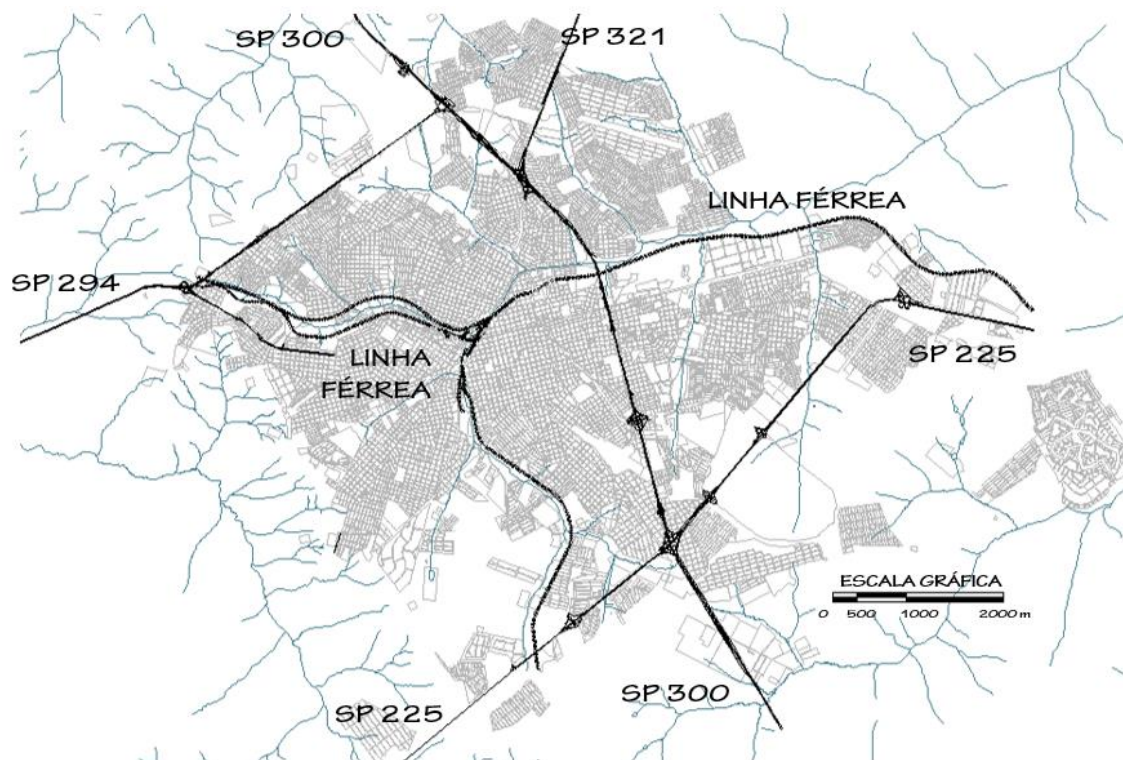 SP 300
SP 321
LINHA FÉRREA
SP 294
LINHA
FÉRREA
SP 225
ESCALA GRÁFICA
0 500 1000 2000 m
SP 300
SP 225